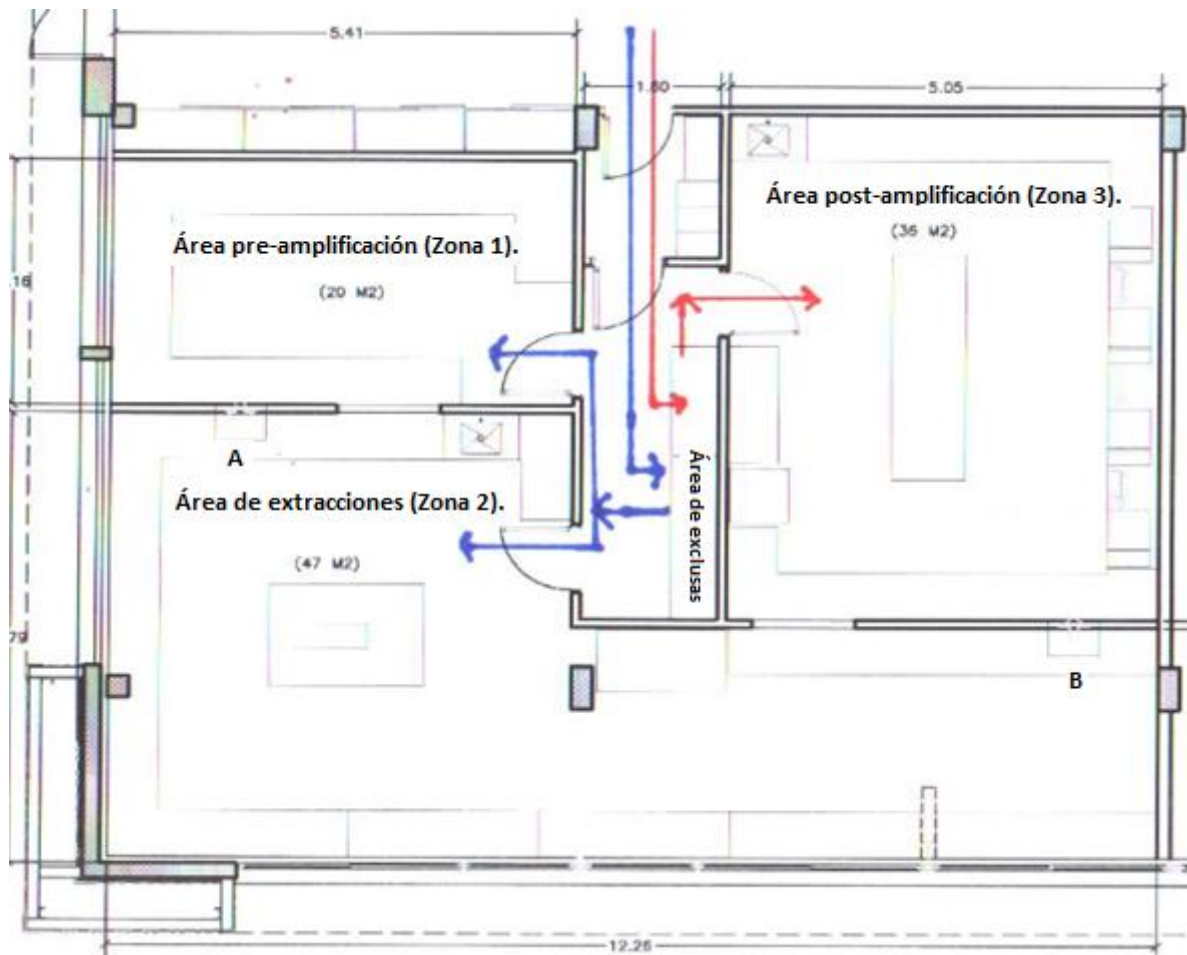 5.41
1.60
5.05
Área pre-amplificación (Zona 1).
(20 M2)
Área post-amplificación (Zona 3).
(36 M2)
16
A
Área de extracciones (Zona 2).
(47 M2)
Área de exclusas
79
B
12.26